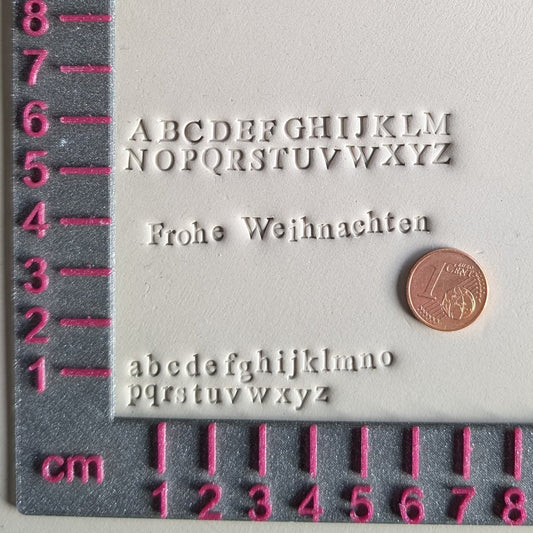 8
7
6
5
4
3
2
1
cm
1 2 3 4 5 6 7 8
ABCDEFGHIJKLM
NOPQRSTUVWXYZ
Frohe Weihnachten
1
abcdefghijklmno
pqrstuvwxyz